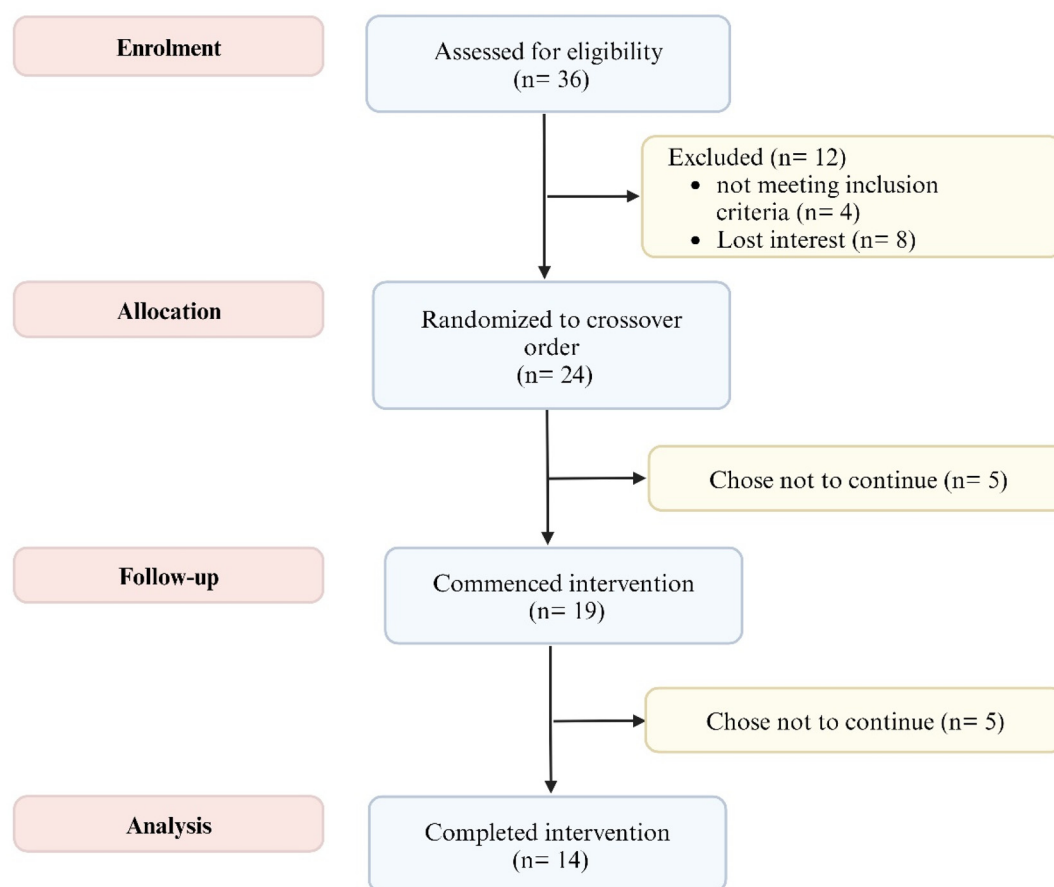 Enrolment
Assessed for eligibility
(n= 36)
Excluded (n= 12)
• not meeting inclusion
criteria (n= 4)
• Lost interest (n= 8)
Allocation
Randomized to crossover
order
(n= 24)
Chose not to continue (n= 5)
Follow-up
Commenced intervention
(n= 19)
Chose not to continue (n= 5)
Analysis
Completed intervention
(n= 14)